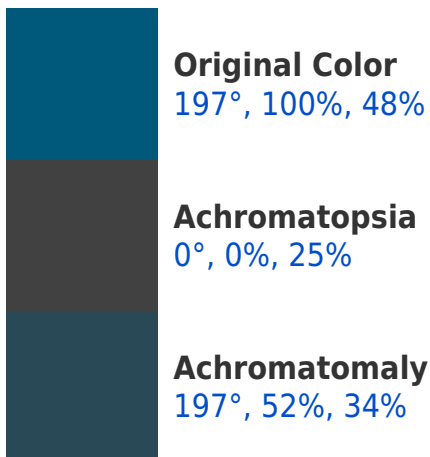 Original Color
197°, 100%, 48%
Achromatopsia
0°, 0%, 25%
Achromatomaly
197°, 52%, 34%